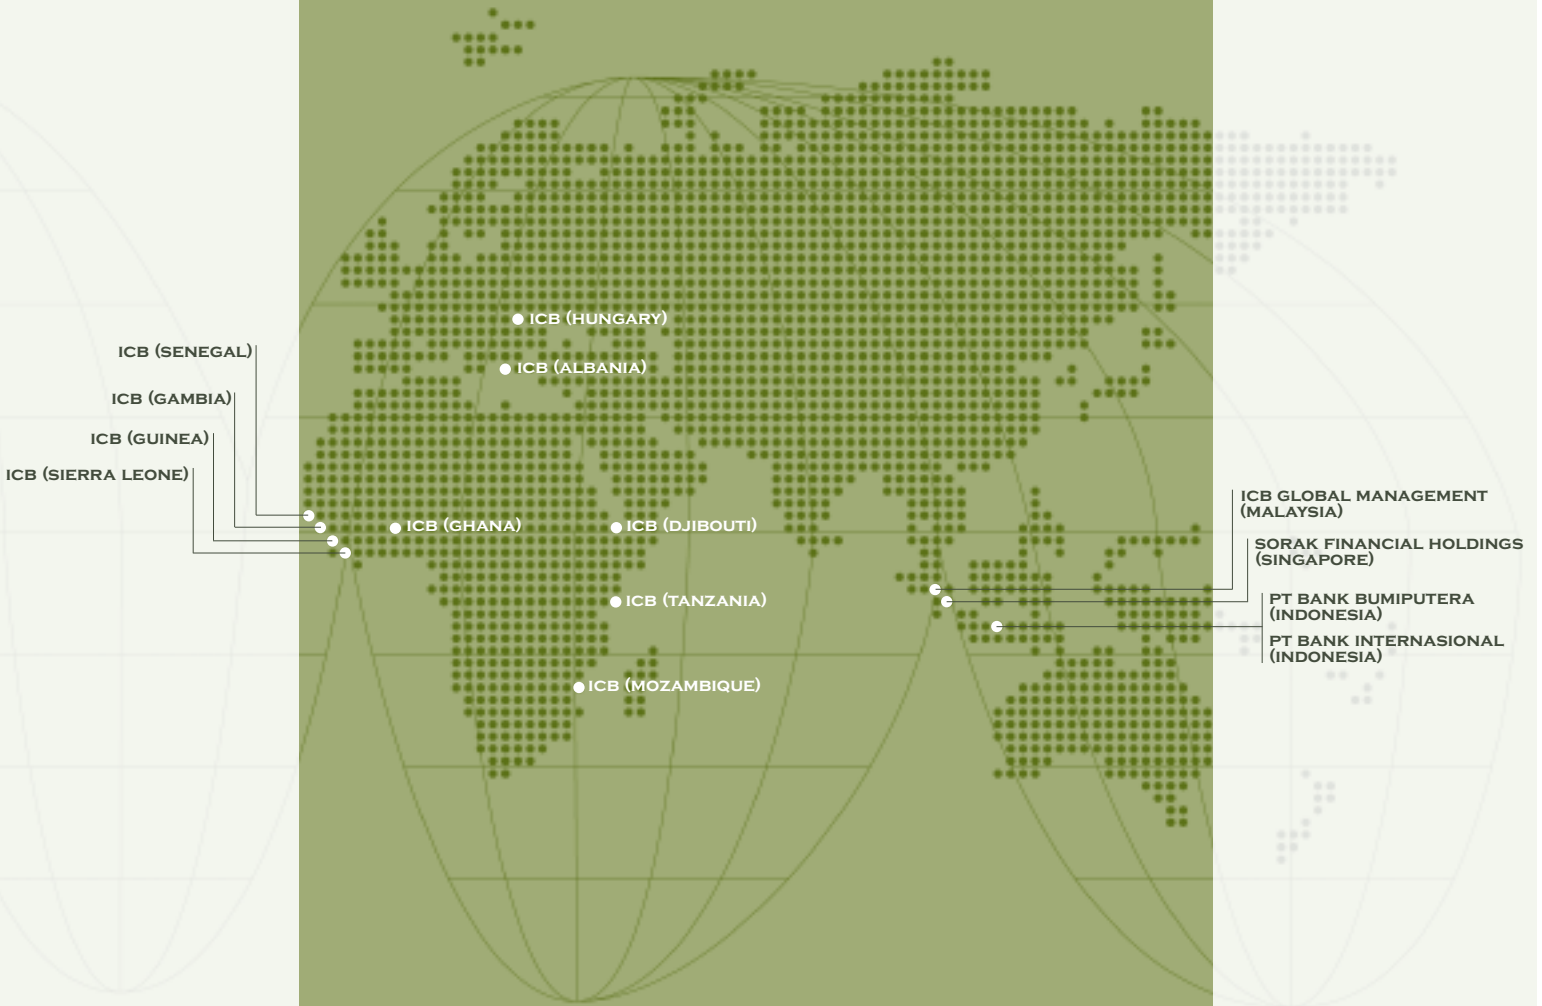 ICB (HUNGARY)
ICB (SENEGAL)
ICB (ALBANIA)
ICB (GAMBIA)
ICB (GUINEA)
ICB (SIERRA LEONE)
ICB (GHANA)
ICB (DJIBOUTI)
ICB (TANZANIA)
ICB (MOZAMBIQUE)
ICB GLOBAL MANAGEMENT
(MALAYSIA)
SORAK FINANCIAL HOLDINGS
(SINGAPORE)
PT BANK BUMIPUTERA
(INDONESIA)
PT BANK INTERNASIONAL
(INDONESIA)